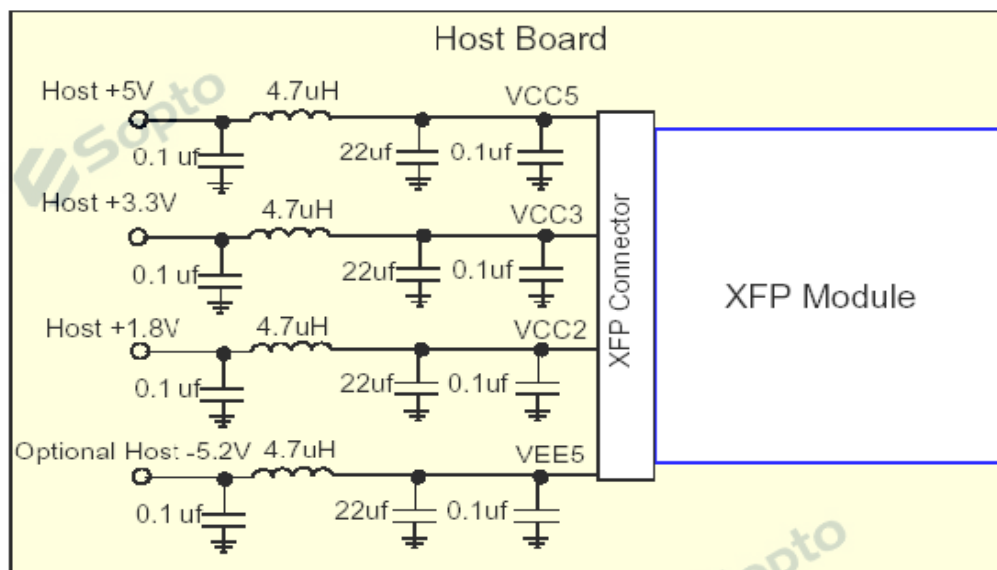 Host Board
Host +5V
4.7uH
VCC5
0.1 uf
22uf
0.1uf
Host +3.3V
4.7uH
VCC3
0.1 uf
22uf
0.1uf
Host +1.8V
4.7uH
VCC2
0.1 uf
22uf
0.1uf
Optional Host -5.2V
4.7uH
VEE5
0.1 uf
22uf
0.1uf
XFP Connector
XFP Module
Sopto
opto